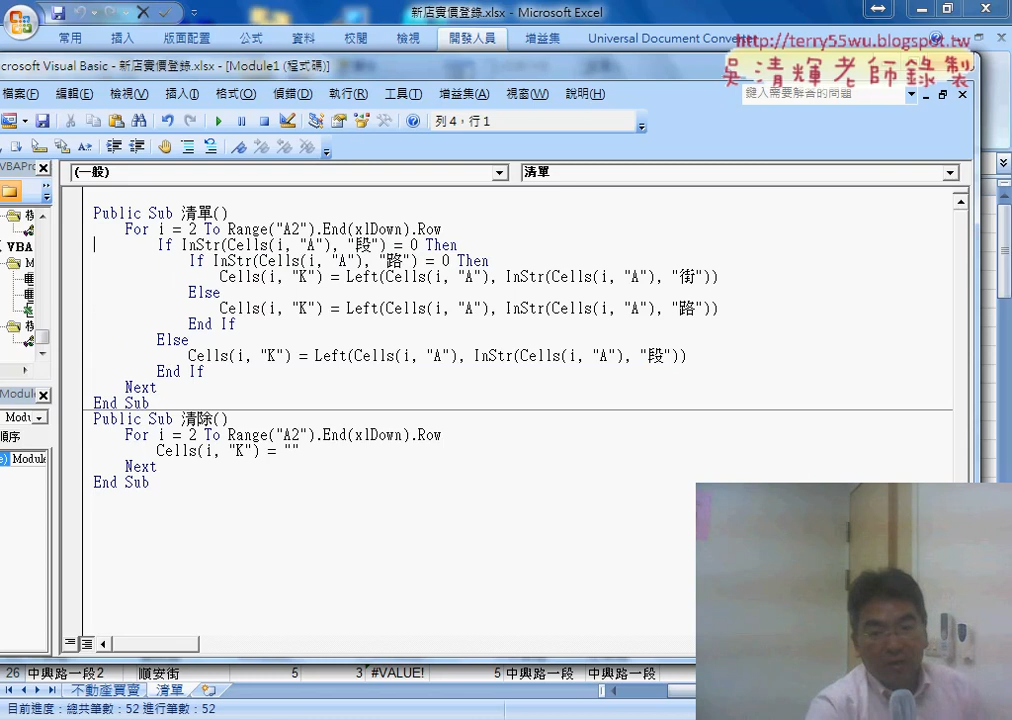 新店實價登錄.xlsx - Microsoft Excel
常用 插入 版面配置 公式 資料 校閱 檢視 開發人員 增益集 Universal Document Conve
http://terry55wu.blogspot.tw
吳清輝老師錄製
crosoft Visual Basic - 新店實價登錄.xlsx - [Module1 (程式碼)]
檔案(F) 編輯(E) 檢視(V) 插入(I) 格式(O) 偵錯(D) 執行(R) 工具(T) 增益集(A) 視窗(W) 說明(H) 鍵入需要解答的問題
列 4，行 1
VBAPro
(一般) 清單
Public Sub 清單()
For i = 2 To Range("A2").End(xlDown).Row
If InStr(Cells(i, "A"), "段") = 0 Then
If InStr(Cells(i, "A"), "路") = 0 Then
Cells(i, "K") = Left(Cells(i, "A"), InStr(Cells(i, "A"), "街"))
Else
Cells(i, "K") = Left(Cells(i, "A"), InStr(Cells(i, "A"), "路"))
End If
Else
Cells(i, "K") = Left(Cells(i, "A"), InStr(Cells(i, "A"), "段"))
End If
Next
End Sub
Public Sub 清除()
For i = 2 To Range("A2").End(xlDown).Row
Cells(i, "K") = ""
Next
End Sub
VBA
Module
Modu
順序
Module
26 中興路一段2 順安街 5 3 #VALUE! 5 中興路一段 中興路一段
不動產買賣 清單
目前進度：總共筆數：52 進行筆數：52